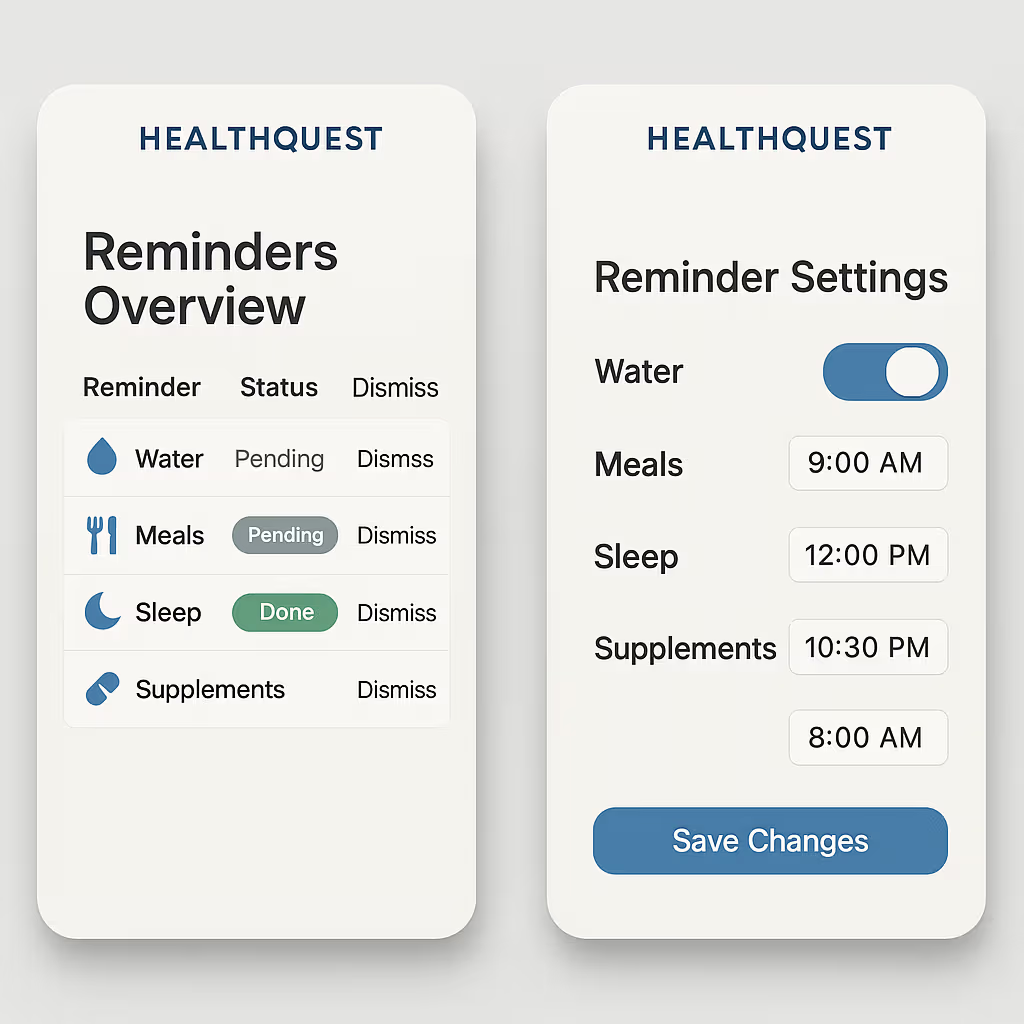 HEALTHQUEST
Reminders
Overview
Reminder Status Dismiss
Water Pending Dismss
Meals Pending Dismiss
Sleep Done Dismiss
Supplements Dismiss
HEALTHQUEST
Reminder Settings
Water
Meals 9:00 AM
Sleep 12:00 PM
Supplements 10:30 PM
8:00 AM
Save Changes